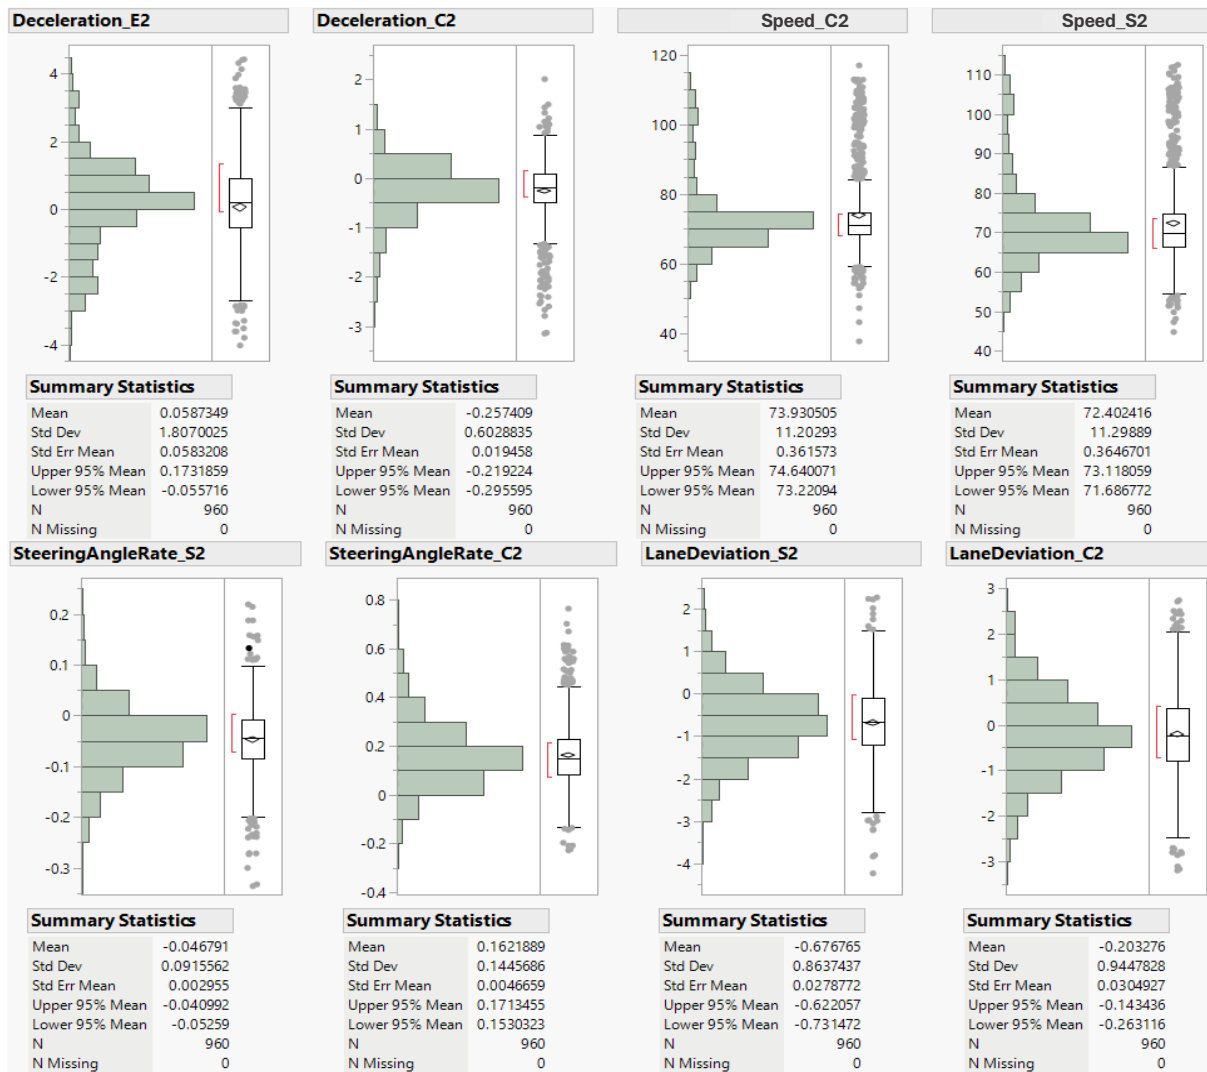 Deceleration_E2 Deceleration_C2 Speed_C2 Speed_S2
4
2
0
-2
-4
2
1
0
-1
-2
-3
120
100
80
60
40
110
100
90
80
70
60
50
40
Summary Statistics Summary Statistics Summary Statistics Summary Statistics
Mean 0.0587349 Mean -0.257409 Mean 73.930505 Mean 72.402416
Std Dev 1.8070025 Std Dev 0.6028835 Std Dev 11.20293 Std Dev 11.29889
Std Err Mean 0.0583208 Std Err Mean 0.019458 Std Err Mean 0.361573 Std Err Mean 0.3646701
Upper 95% Mean 0.1731859 Upper 95% Mean -0.219224 Upper 95% Mean 74.640071 Upper 95% Mean 73.118059
Lower 95% Mean -0.055716 Lower 95% Mean -0.295595 Lower 95% Mean 73.22094 Lower 95% Mean 71.686772
N 960 N 960 N 960 N 960
N Missing 0 N Missing 0 N Missing 0 N Missing 0
SteeringAngleRate_S2 SteeringAngleRate_C2 LaneDeviation_S2 LaneDeviation_C2
0.2
0.1
0
-0.1
-0.2
-0.3
0.8
0.6
0.4
0.2
0
-0.2
-0.4
2
1
0
-1
-2
-3
-4
3
2
1
0
-1
-2
-3
Summary Statistics Summary Statistics Summary Statistics Summary Statistics
Mean -0.046791 Mean 0.1621889 Mean -0.676765 Mean -0.203276
Std Dev 0.0915562 Std Dev 0.1445686 Std Dev 0.8637437 Std Dev 0.9447828
Std Err Mean 0.002955 Std Err Mean 0.0046659 Std Err Mean 0.0278772 Std Err Mean 0.0304927
Upper 95% Mean -0.040992 Upper 95% Mean 0.1713455 Upper 95% Mean -0.622057 Upper 95% Mean -0.143436
Lower 95% Mean -0.05259 Lower 95% Mean 0.1530323 Lower 95% Mean -0.731472 Lower 95% Mean -0.263116
N 960 N 960 N 960 N 960
N Missing 0 N Missing 0 N Missing 0 N Missing 0